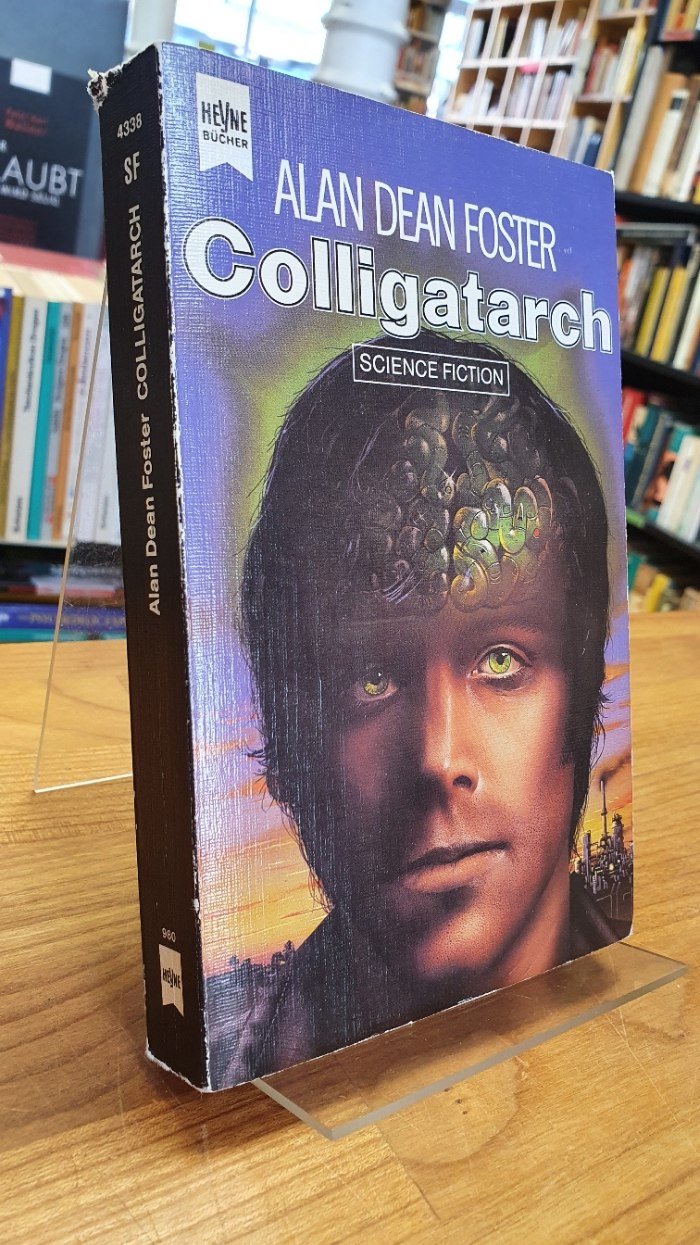 HEYNE
BÜCHER
ALAN DEAN FOSTER
Colligatarch
SCIENCE FICTION
4338
SF
Alan Dean Foster COLLIGATARCH
960
HEYNE
AUBT